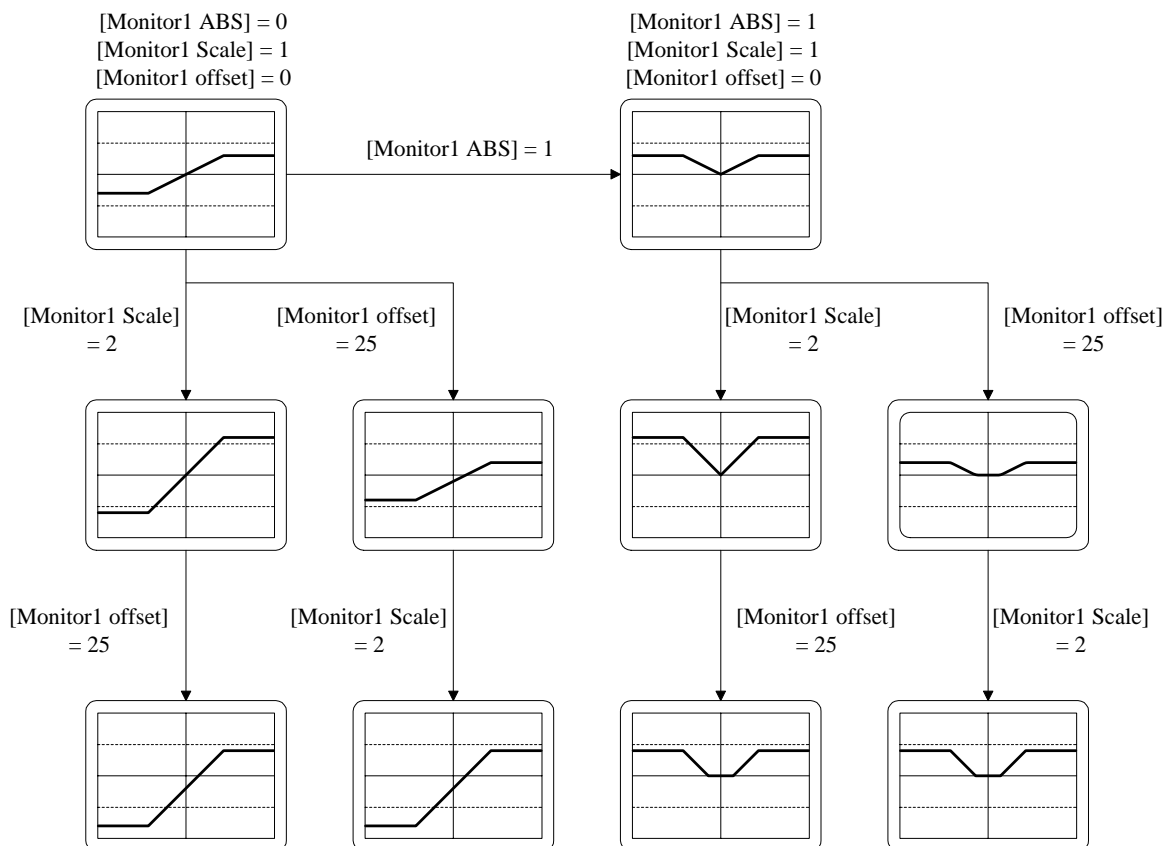 [Monitor1 ABS] = 0
[Monitor1 Scale] = 1
[Monitor1 offset] = 0
[Monitor1 ABS] = 1
[Monitor1 Scale] = 1
[Monitor1 offset] = 0
[Monitor1 ABS] = 1
[Monitor1 Scale]
= 2
[Monitor1 offset]
= 25
[Monitor1 Scale]
= 2
[Monitor1 offset]
= 25
[Monitor1 offset]
= 25
[Monitor1 Scale]
= 2
[Monitor1 offset]
= 25
[Monitor1 Scale]
= 2